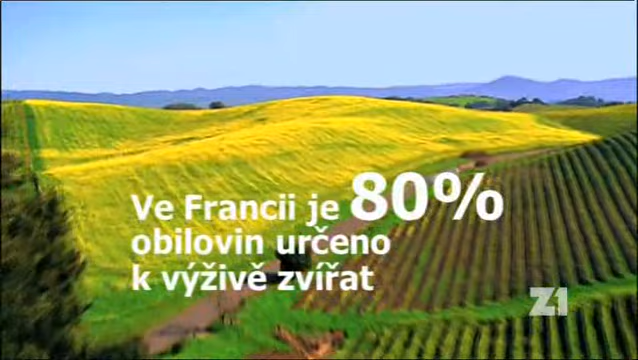 Ve Francii je 80%
obilovin určeno
k výživě zvířat
Z1